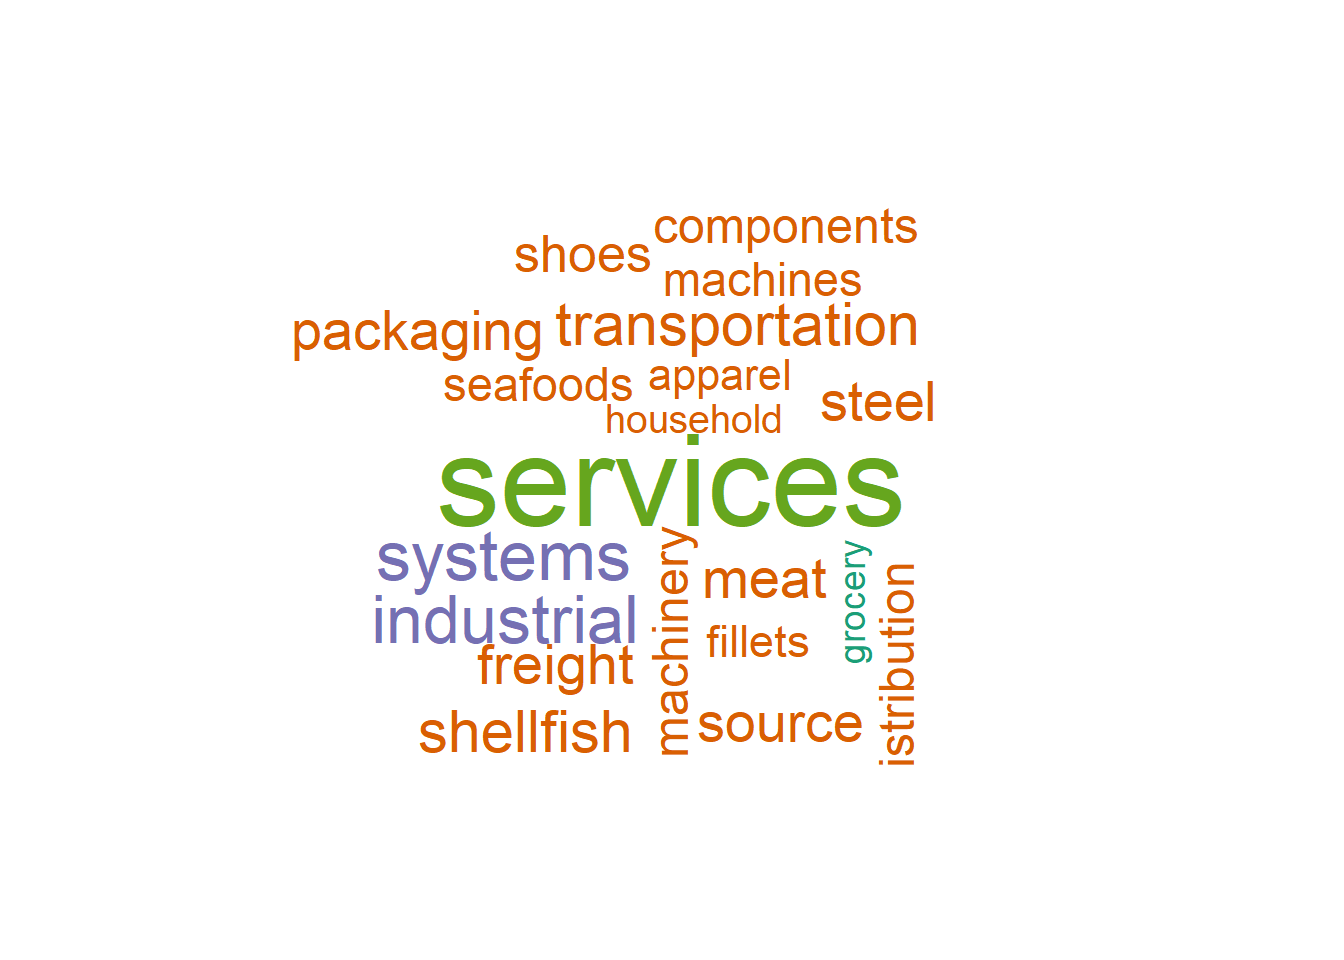 components
shoes
machines
packaging transportation
seafoods apparel
household steel
services
systems
industrial
machinery
meat
grocery
istribution
fillets
freight
shellfish
source